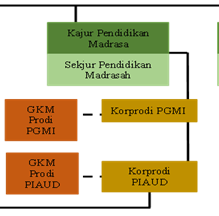 Kajur Pendidikan
Madrasa
Sekjur Pendidikan
Madrasah
GKM
Prodi
PGMI
Korprodi PGMI
GKM
Prodi
PIAUD
Korprodi
PIAUD